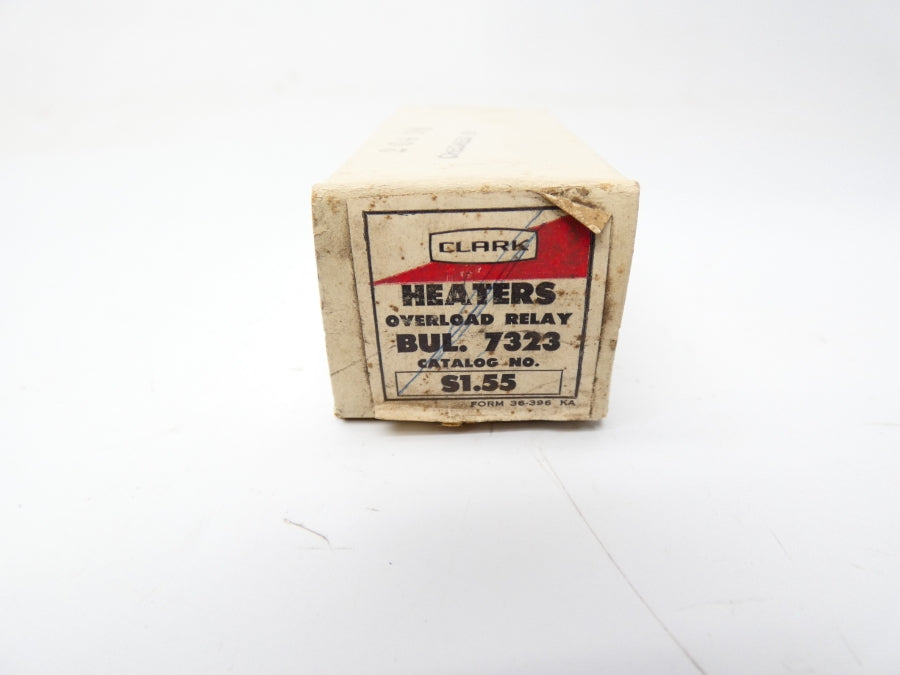 CLARK
HEATERS
OVERLOAD RELAY
BUL. 7323
CATALOG NO.
S1.55
FORM 36-396 KA